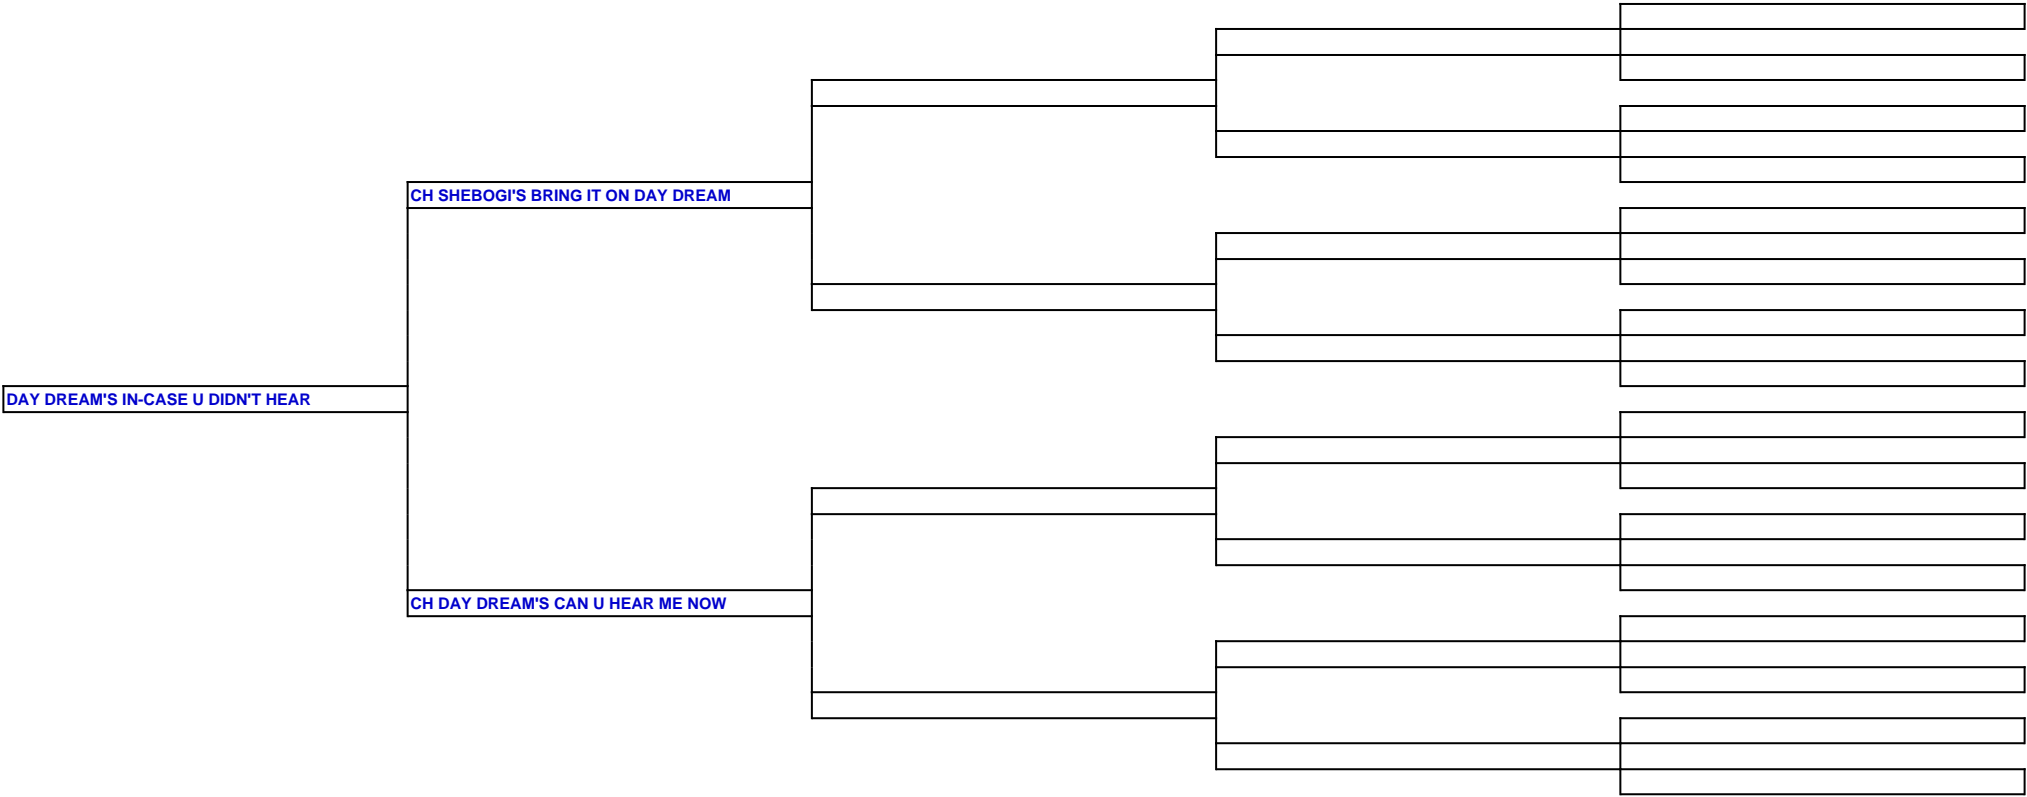 CH SHEBOGI'S BRING IT ON DAY DREAM
DAY DREAM'S IN-CASE U DIDN'T HEAR
CH DAY DREAM'S CAN U HEAR ME NOW